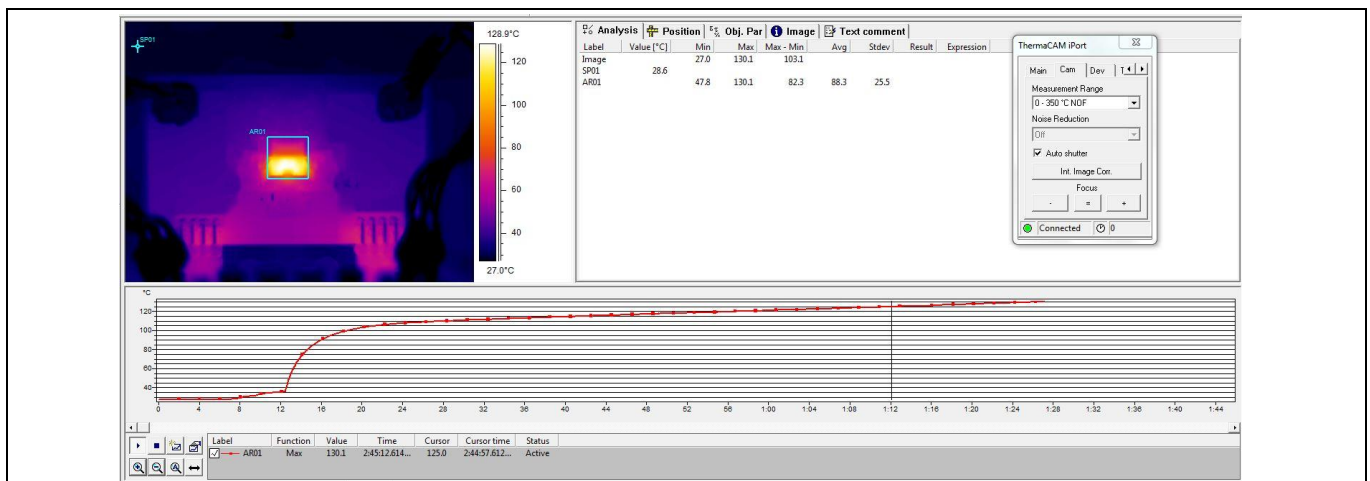 SP01
AR01
128.9°C
120
100
80
60
40
27.0°C
Analysis Position Obj. Par Image Text comment
Label Value [°C] Min Max Max - Min Avg Stdev Result Expression
Image 27.0 130.1 103.1
SP01 28.6
AR01 47.8 130.1 82.3 88.3 25.5
ThermaCAM iPort
Main Cam Dev
Measurement Range
0 - 350 °C NOF
Noise Reduction
Off
Auto shutter
Int. Image Corr.
Focus
- = +
Connected 0
°C
120
100
80
60
40
0 4 8 12 16 20 24 28 32 36 40 44 48 52 56 1:00 1:04 1:08 1:12 1:16 1:20 1:24 1:28 1:32 1:36 1:40 1:44
Label Function Value Time Cursor Cursor time Status
AR01 Max 130.1 2:45:12.614... 125.0 2:44:57.612... Active